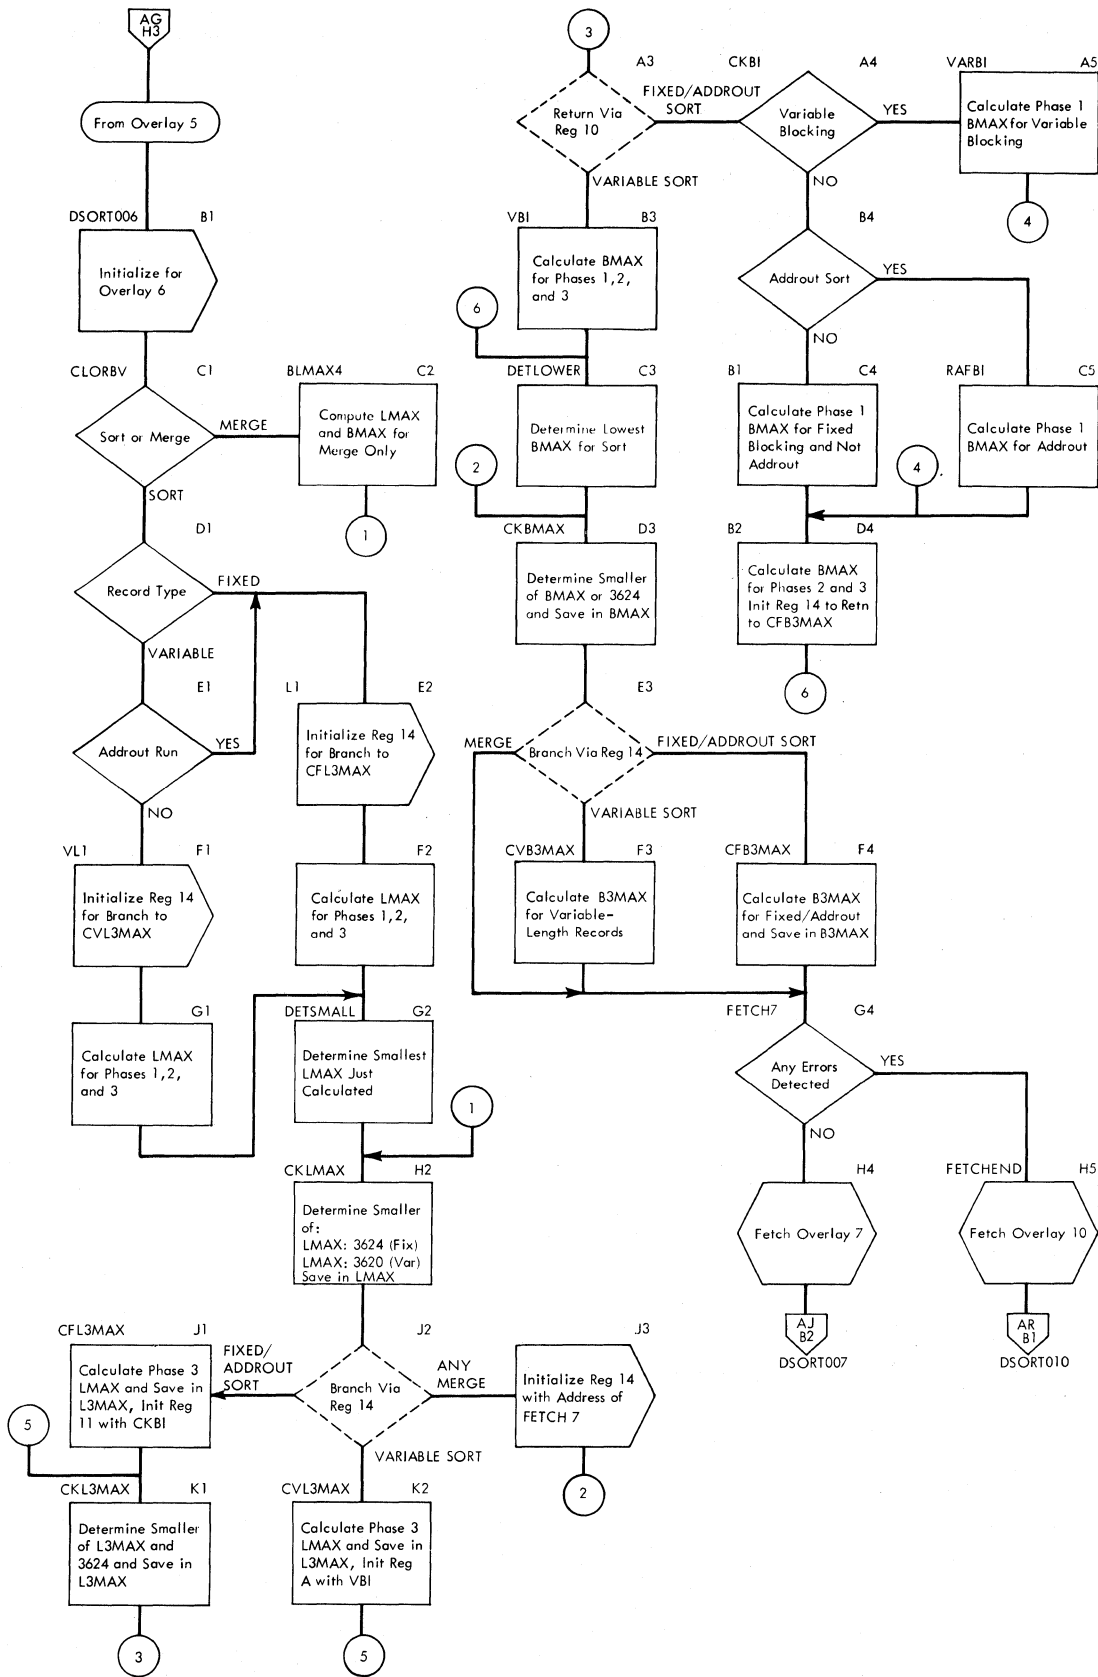 AG
H3
From Overlay 5
DSORT006
B1
Initialize for
Overlay 6
CLORBV
C1
Sort or Merge
MERGE
SORT
BLMAX4
C2
Compute LMAX
and BMAX for
Merge Only
1
D1
Record Type
FIXED
VARIABLE
E1
Addrout Run
YES
NO
L1
E2
Initialize Reg 14
for Branch to
CFL3MAX
VL1
F1
Initialize Reg 14
for Branch to
CVL3MAX
F2
Calculate LMAX
for Phases 1,2,
and 3
G1
Calculate LMAX
for Phases 1,2,
and 3
DETSMALL
G2
Determine Smallest
LMAX Just
Calculated
1
CKLMAX
H2
Determine Smaller
of:
LMAX: 3624 (Fix)
LMAX: 3620 (Var)
Save in LMAX
CFL3MAX
J1
Calculate Phase 3
LMAX and Save in
L3MAX, Init Reg
11 with CKBI
FIXED/
ADDROUT
SORT
J2
Branch Via
Reg 14
ANY
MERGE
VARIABLE SORT
J3
Initialize Reg 14
with Address of
FETCH 7
2
5
CKL3MAX
K1
Determine Smaller
of L3MAX and
3624 and Save in
L3MAX
3
CVL3MAX
K2
Calculate Phase 3
LMAX and Save in
L3MAX, Init Reg
A with VBI
5
3
A3
Return Via
Reg 10
FIXED/ADDROUT
SORT
VARIABLE SORT
CKBI
A4
Variable
Blocking
YES
NO
VARBI
A5
Calculate Phase 1
BMAX for Variable
Blocking
4
VBI
B3
Calculate BMAX
for Phases 1,2,
and 3
B4
Addrout Sort
YES
NO
6
DETLOWER
C3
Determine Lowest
BMAX for Sort
B1
C4
Calculate Phase 1
BMAX for Fixed
Blocking and Not
Addrout
RAFBI
C5
Calculate Phase 1
BMAX for Addrout
2
4
CKBMAX
D3
Determine Smaller
of BMAX or 3624
and Save in BMAX
B2
D4
Calculate BMAX
for Phases 2 and 3
Init Reg 14 to Retn
to CFB3MAX
6
E3
MERGE
Branch Via Reg 14
FIXED/ADDROUT SORT
VARIABLE SORT
CVB3MAX
F3
Calculate B3MAX
for Variable-
Length Records
CFB3MAX
F4
Calculate B3MAX
for Fixed/Addrout
and Save in B3MAX
FETCH7
G4
Any Errors
Detected
YES
NO
H4
Fetch Overlay 7
AJ
B2
DSORT007
FETCHEND
H5
Fetch Overlay 10
AR
B1
DSORT010